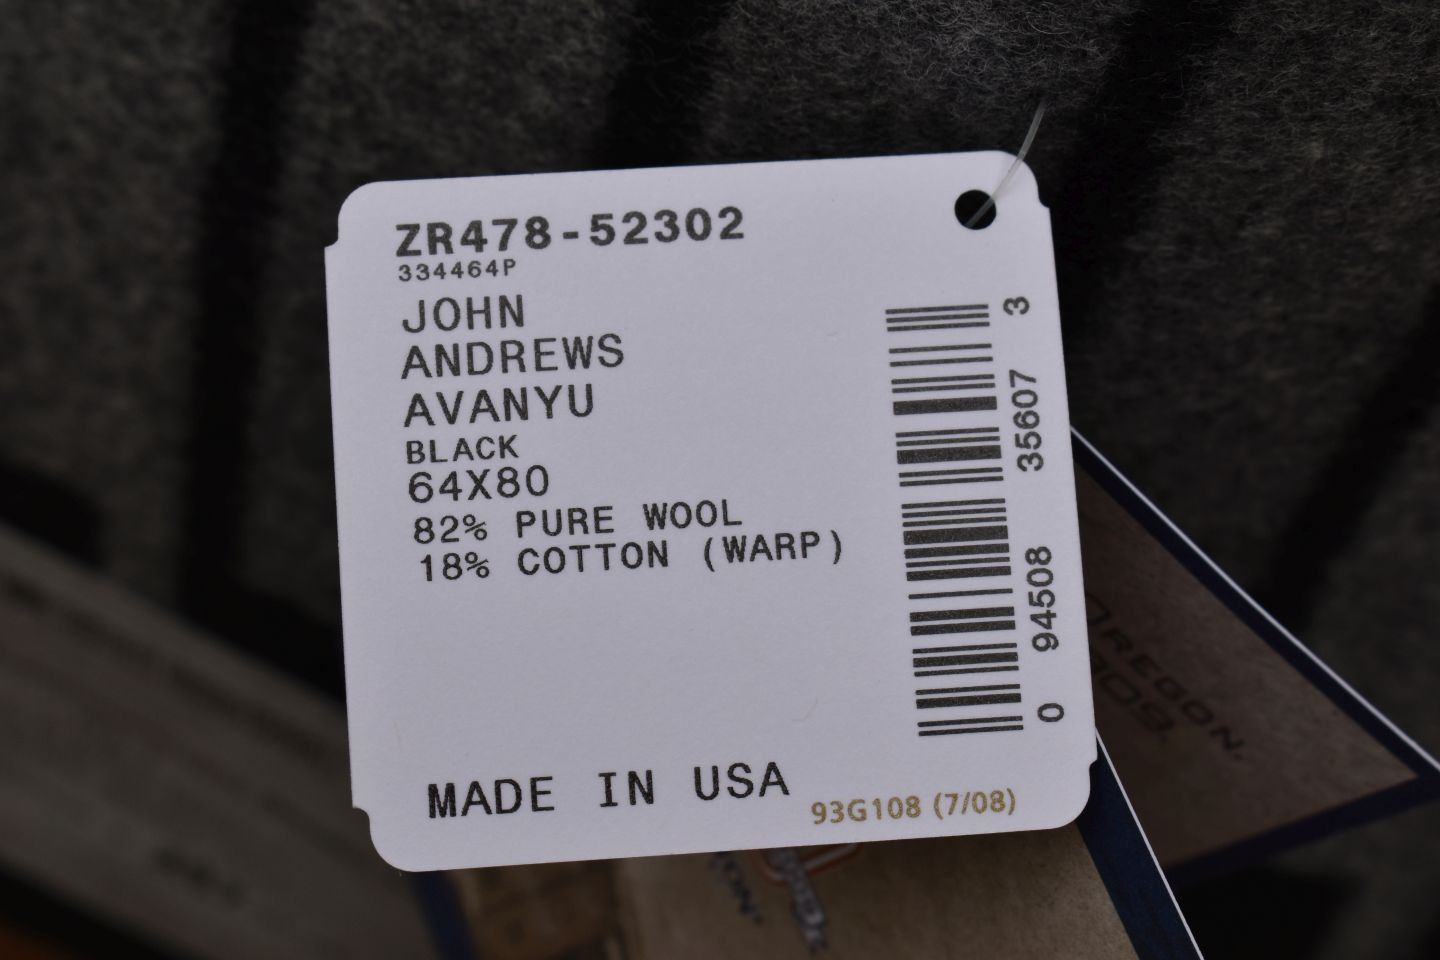 ZR478-52302
334464P
JOHN
ANDREWS
AVANYU
BLACK
64X80
82% PURE WOOL
18% COTTON (WARP)
0 94508 35607 3
MADE IN USA
93G108 (7/08)
OREGON.